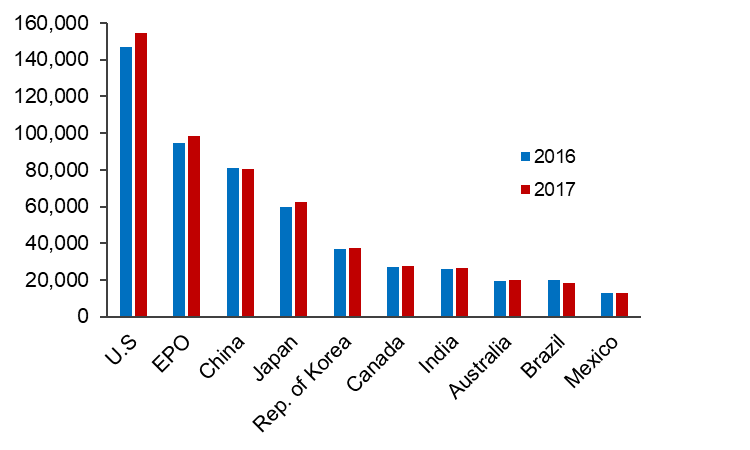 160,000
140,000
120,000
100,000
80,000
60,000
40,000
20,000
0
2016
2017
U.S
EPO
China
Japan
Rep. of Korea
Canada
India
Australia
Brazil
Mexico